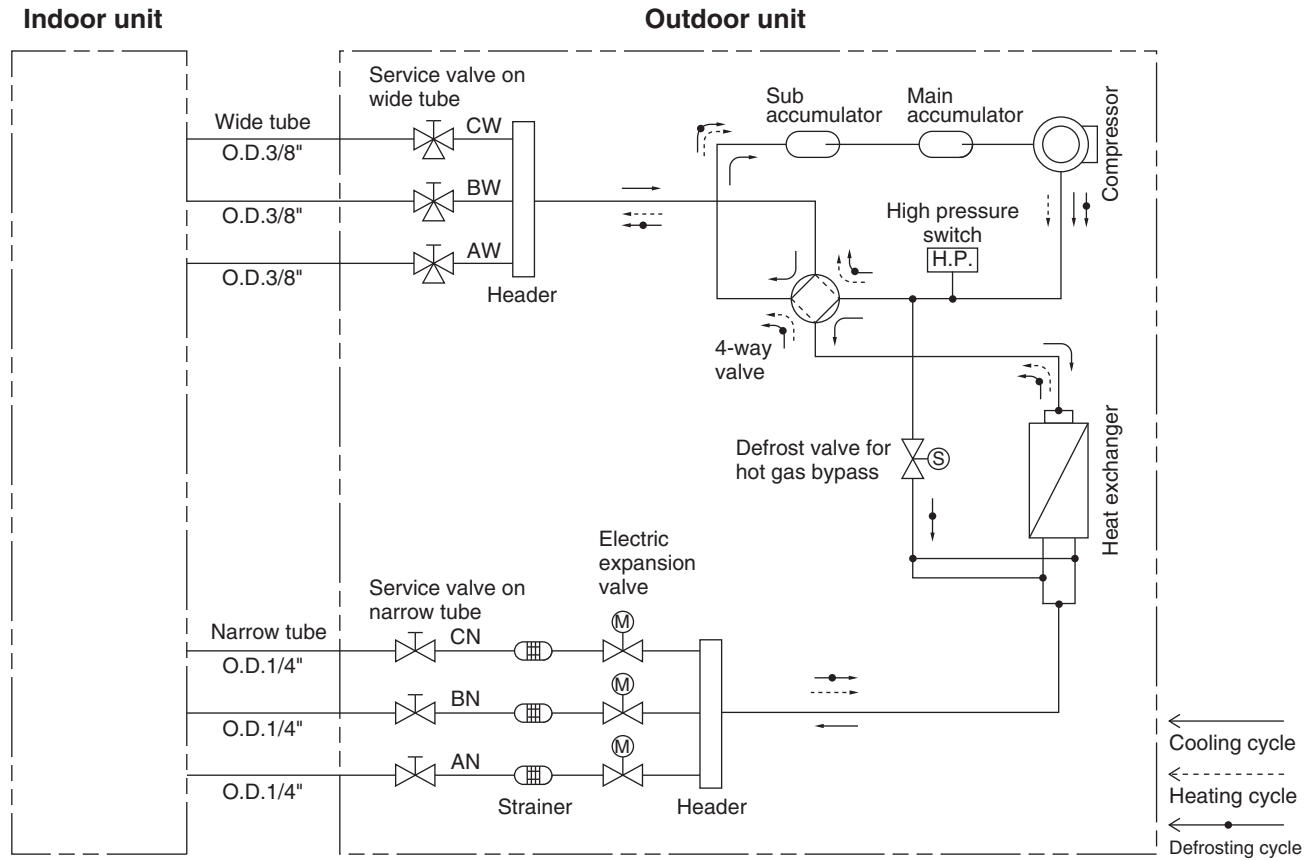 Indoor unit
Outdoor unit
Service valve on
wide tube
Wide tube
O.D.3/8"
CW
O.D.3/8"
BW
O.D.3/8"
AW
Header
Sub
accumulator
Main
accumulator
Compressor
High pressure
switch
H.P.
4-way
valve
Defrost valve for
hot gas bypass
S
Heat exchanger
Electric
expansion
valve
Service valve on
narrow tube
Narrow tube
O.D.1/4"
CN
M
O.D.1/4"
BN
M
O.D.1/4"
AN
M
Strainer
Header
Cooling cycle
Heating cycle
Defrosting cycle